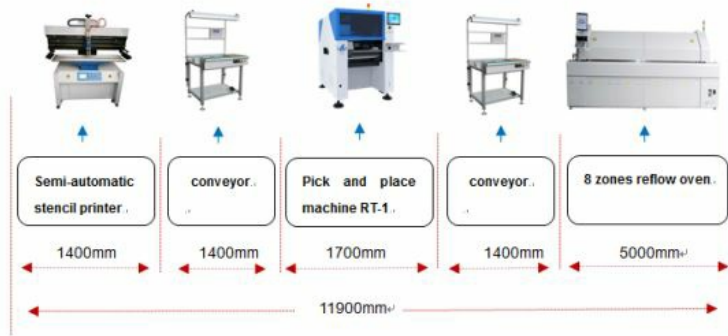 Semi-automatic
stencil printer
conveyor
Pick and place
machine RT-1
conveyor
8 zones reflow oven
1400mm
1400mm
1700mm
1400mm
5000mm
11900mm